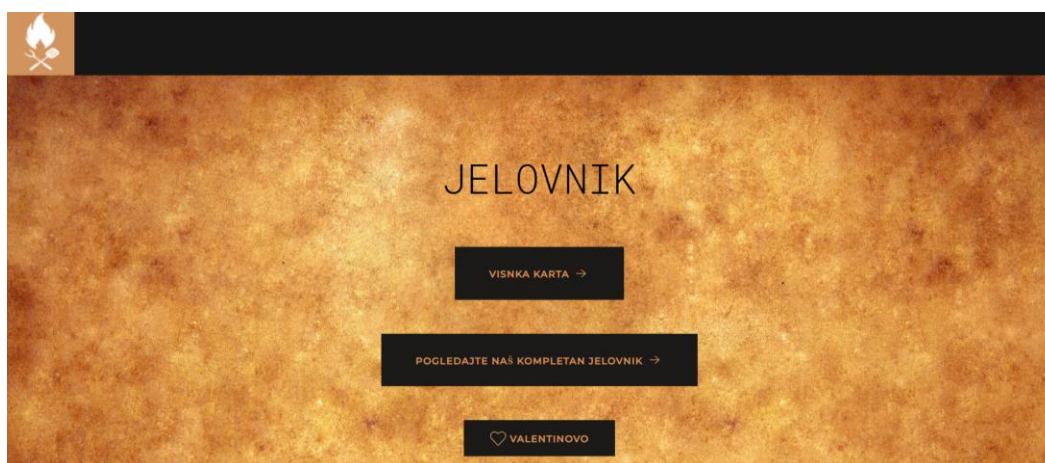 JELOVNIK
VISNKA KARTA →
POGLEDAJTE NAŠ KOMPLETAN JELOVNIK →
VALENTINOVO